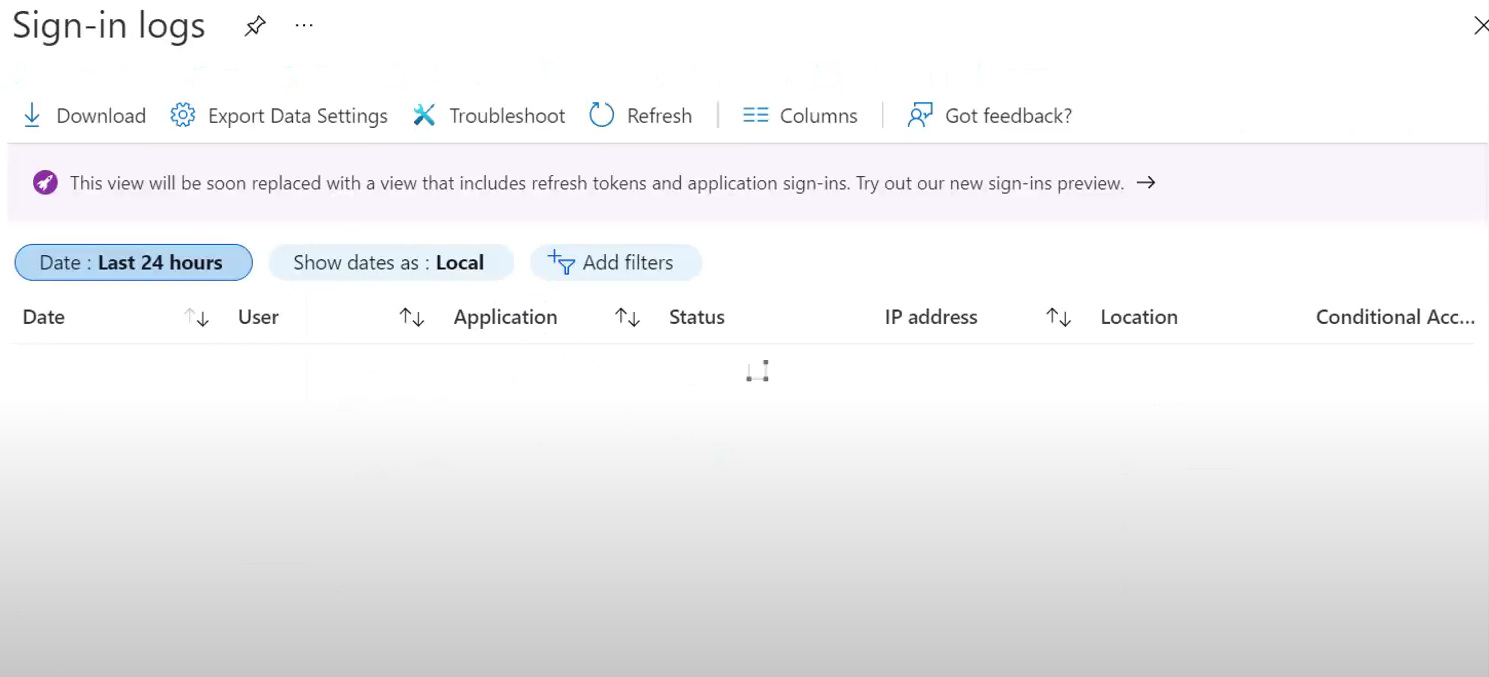 Sign-in logs
Download Export Data Settings Troubleshoot Refresh Columns Got feedback?
This view will be soon replaced with a view that includes refresh tokens and application sign-ins. Try out our new sign-ins preview. →
Date : Last 24 hours Show dates as : Local Add filters
Date User Application Status IP address Location Conditional Acc...